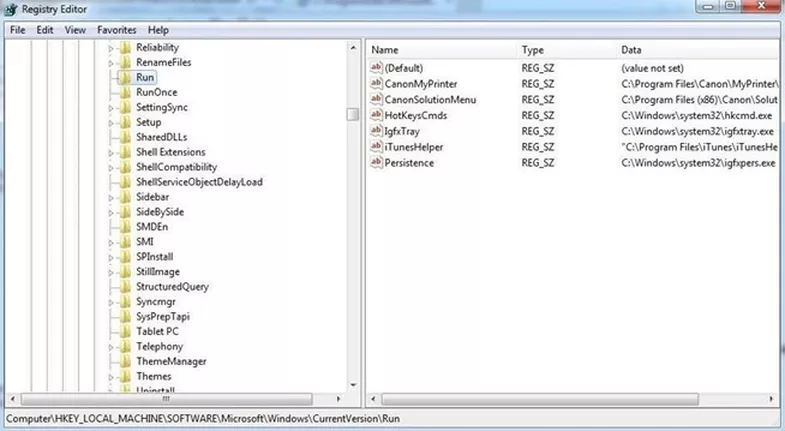 Registry Editor
File Edit View Favorites Help
Reliability
RenameFiles
Run
RunOnce
SettingSync
Setup
SharedDLLs
Shell Extensions
ShellCompatibility
ShellServiceObjectDelayLoad
Sidebar
SideBySide
SMDEn
SMI
SPInstall
StillImage
StructuredQuery
Syncmgr
SysPrepTapi
Tablet PC
Telephony
ThemeManager
Themes
Uninstall
Name Type Data
(Default) REG_SZ (value not set)
CanonMyPrinter REG_SZ C:\Program Files\Canon\MyPrinter\
CanonSolutionMenu REG_SZ C:\Program Files (x86)\Canon\Solut
HotKeysCmds REG_SZ C:\Windows\system32\hkcmd.exe
IgfxTray REG_SZ C:\Windows\system32\igfxtray.exe
iTunesHelper REG_SZ "C:\Program Files\iTunes\iTunesHe
Persistence REG_SZ C:\Windows\system32\igfxpers.exe
Computer\HKEY_LOCAL_MACHINE\SOFTWARE\Microsoft\Windows\CurrentVersion\Run